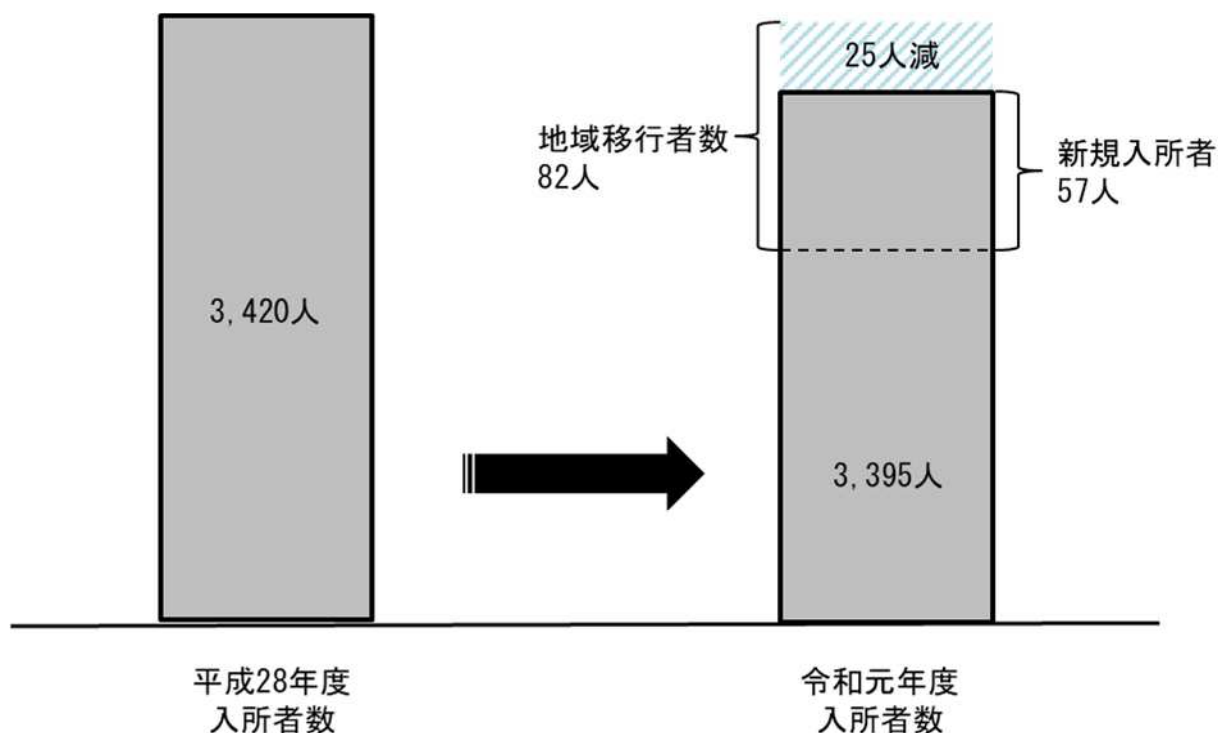 25人減
地域移行者数
82人
新規入所者
57人
3,420人
3,395人
平成28年度
入所者数
令和元年度
入所者数